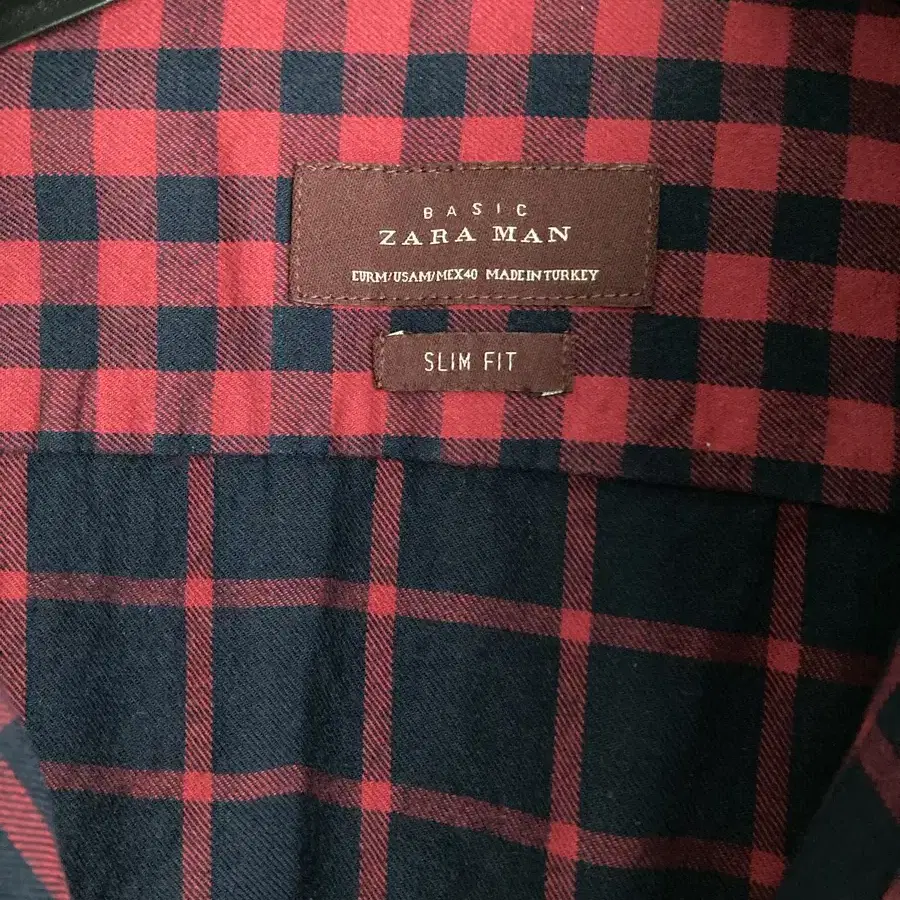 BASIC
ZARA MAN
EURM/USAM/MEX40 MADE IN TURKEY
SLIM FIT